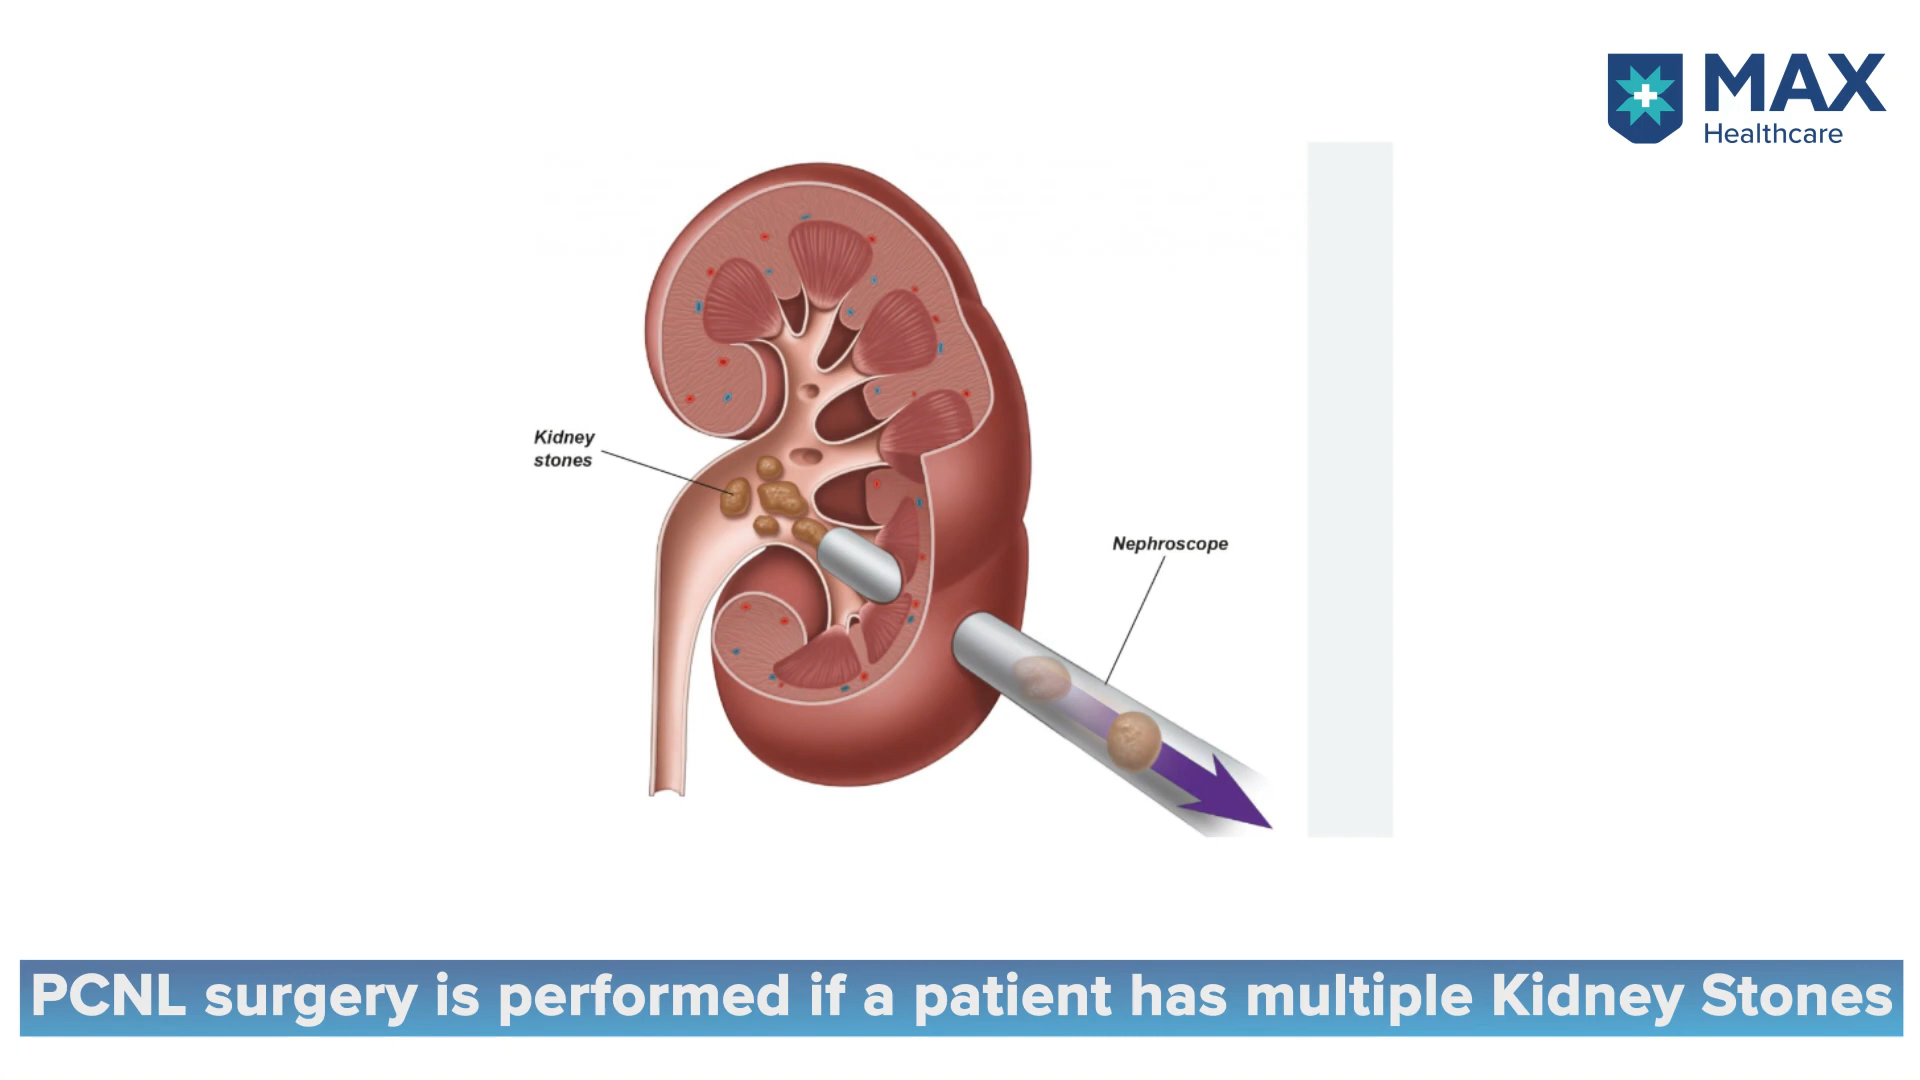 MAX
Healthcare
Kidney
stones
Nephroscope
PCNL surgery is performed if a patient has multiple Kidney Stones